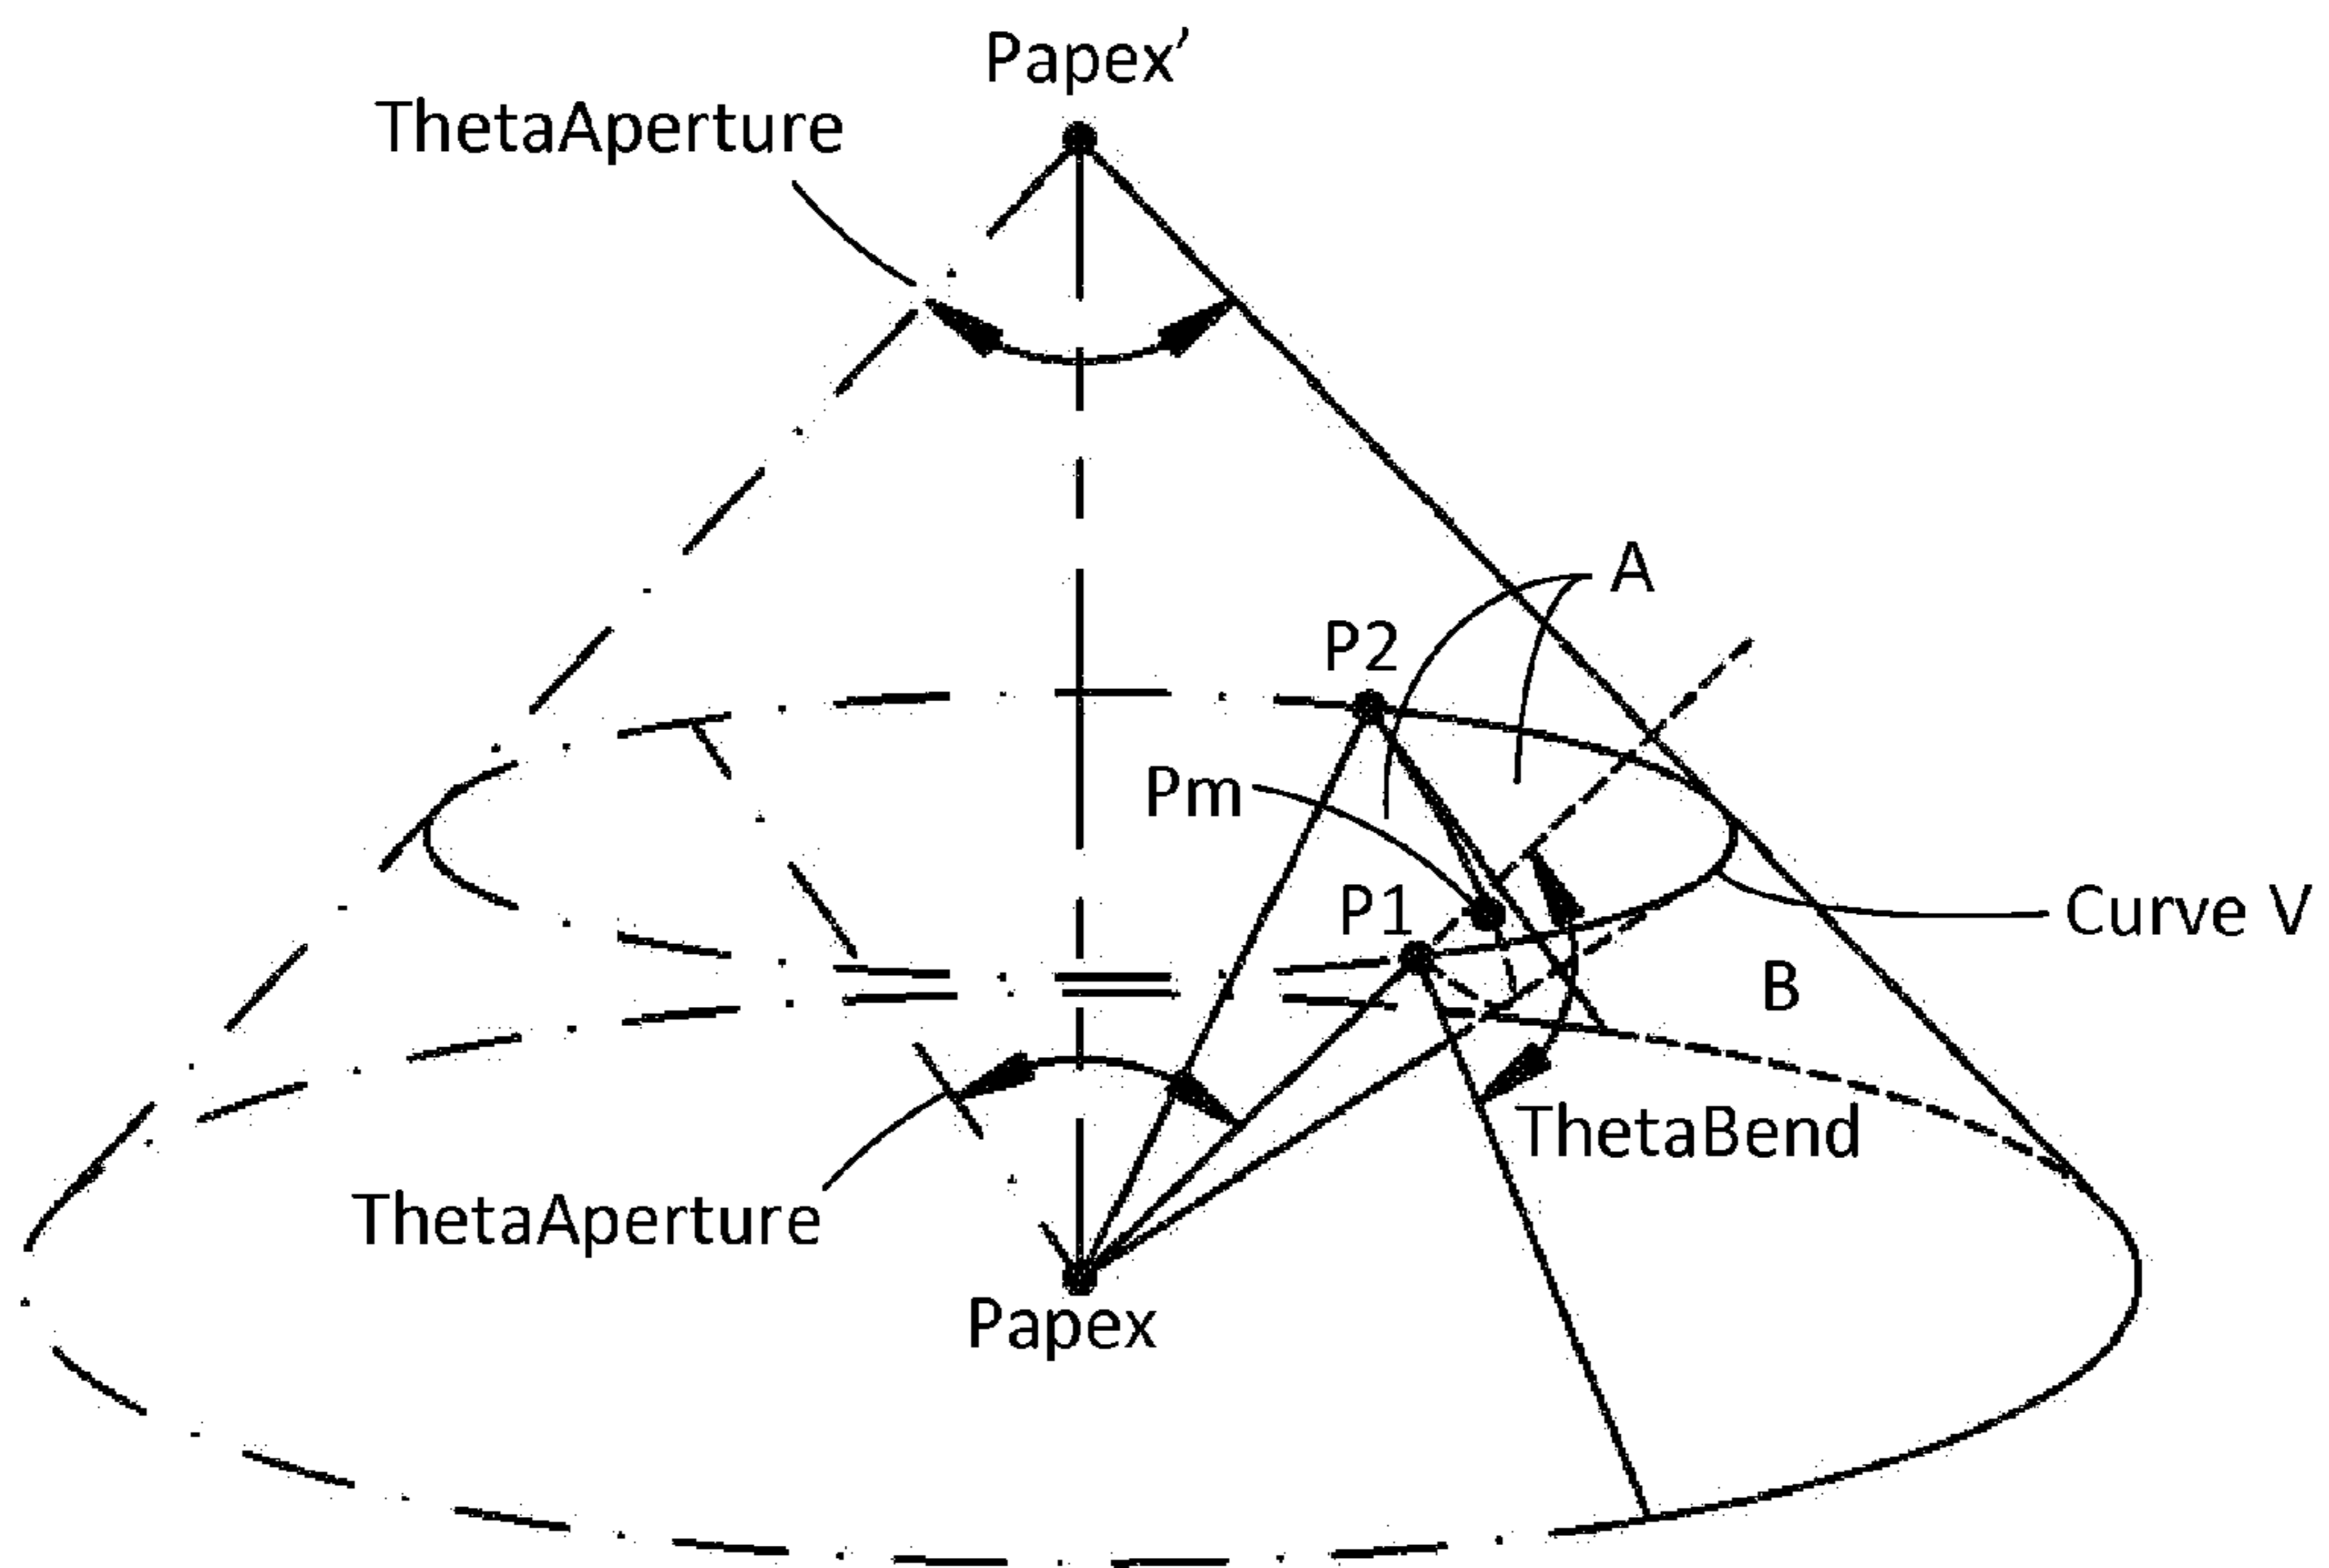 Papex’
ThetaAperture
A
P2
Pm
P1
Curve V
B
ThetaBend
ThetaAperture
Papex